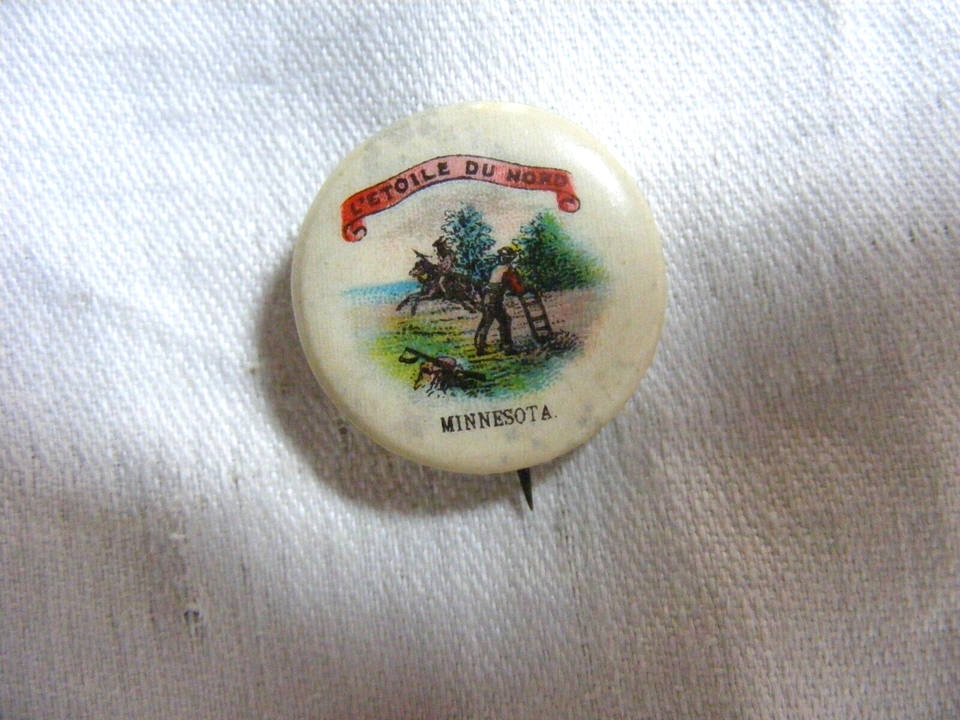 L'ETOILE DU NORD
MINNESOTA.